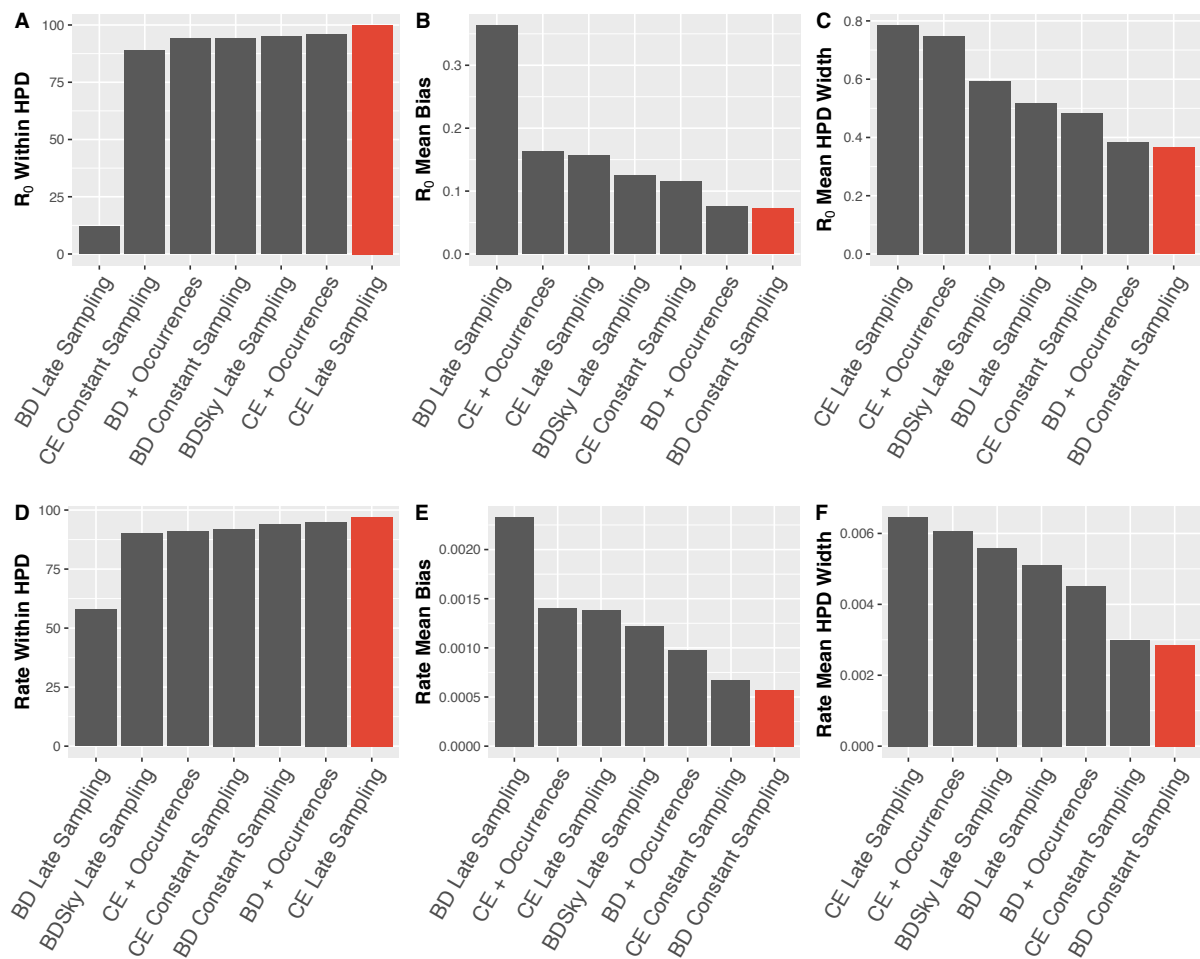 A
R0 Within HPD
100
75
50
25
0
BD Late Sampling
CE Constant Sampling
BD + Occurrences
BD Constant Sampling
BDSky Late Sampling
CE + Occurrences
CE Late Sampling
B
R0 Mean Bias
0.3
0.2
0.1
0.0
BD Late Sampling
CE + Occurrences
CE Late Sampling
BDSky Late Sampling
CE Constant Sampling
BD + Occurrences
BD Constant Sampling
C
R0 Mean HPD Width
0.8
0.6
0.4
0.2
0.0
CE Late Sampling
CE + Occurrences
BDSky Late Sampling
BD Late Sampling
CE Constant Sampling
BD + Occurrences
BD Constant Sampling
D
Rate Within HPD
100
75
50
25
0
BD Late Sampling
BDSky Late Sampling
CE + Occurrences
CE Constant Sampling
BD Constant Sampling
BD + Occurrences
CE Late Sampling
E
Rate Mean Bias
0.0020
0.0015
0.0010
0.0005
0.0000
BD Late Sampling
CE + Occurrences
CE Late Sampling
BDSky Late Sampling
BD + Occurrences
CE Constant Sampling
BD Constant Sampling
F
Rate Mean HPD Width
0.006
0.004
0.002
0.000
CE Late Sampling
CE + Occurrences
BDSky Late Sampling
BD Late Sampling
BD + Occurrences
CE Constant Sampling
BD Constant Sampling